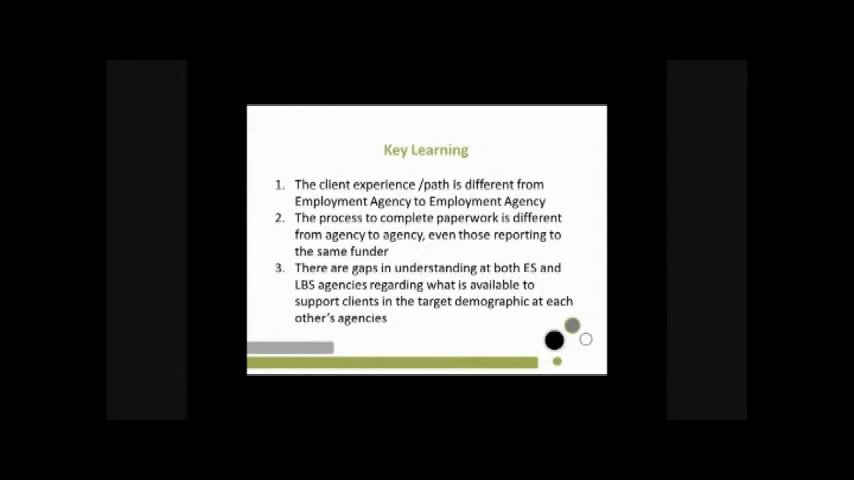 Key Learning
1. The client experience /path is different from
Employment Agency to Employment Agency
2. The process to complete paperwork is different
from agency to agency, even those reporting to
the same funder
3. There are gaps in understanding at both ES and
LBS agencies regarding what is available to
support clients in the target demographic at each
other's agencies